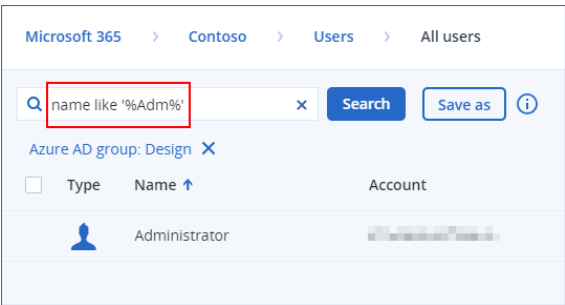 Microsoft 365 > Contoso > Users > All users
name like '%Adm%' × Search Save as i
Azure AD group: Design ×
Type Name ↑ Account
Administrator